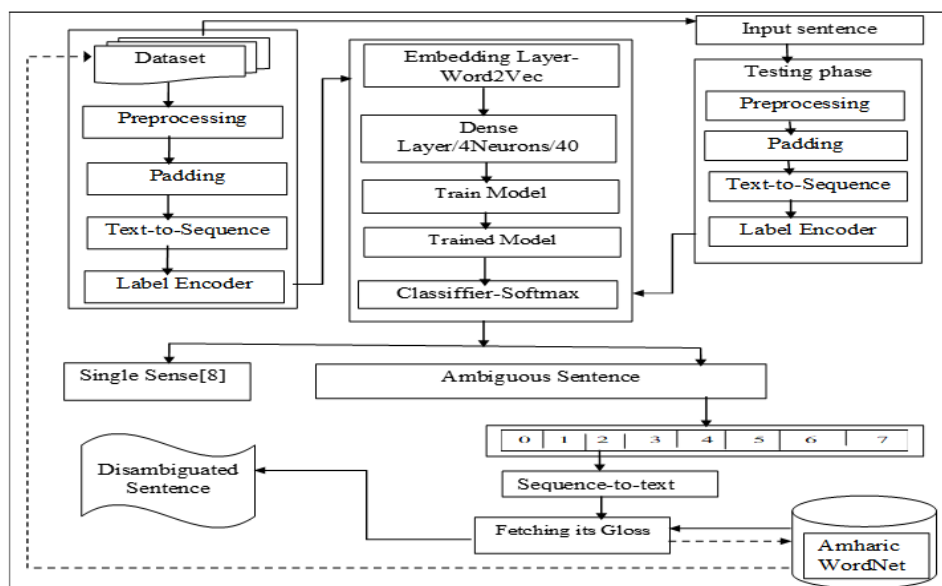 Dataset
Preprocessing
Padding
Text-to-Sequence
Label Encoder
Embedding Layer-
Word2Vec
Dense
Layer/4Neurons/40
Train Model
Trained Model
Classiffier-Softmax
Input sentence
Testing phase
Preprocessing
Padding
Text-to-Sequence
Label Encoder
Single Sense[8]
Ambiguous Sentence
0 1 2 3 4 5 6 7
Sequence-to-text
Fetching its Gloss
Disambiguated
Sentence
Amharic
WordNet